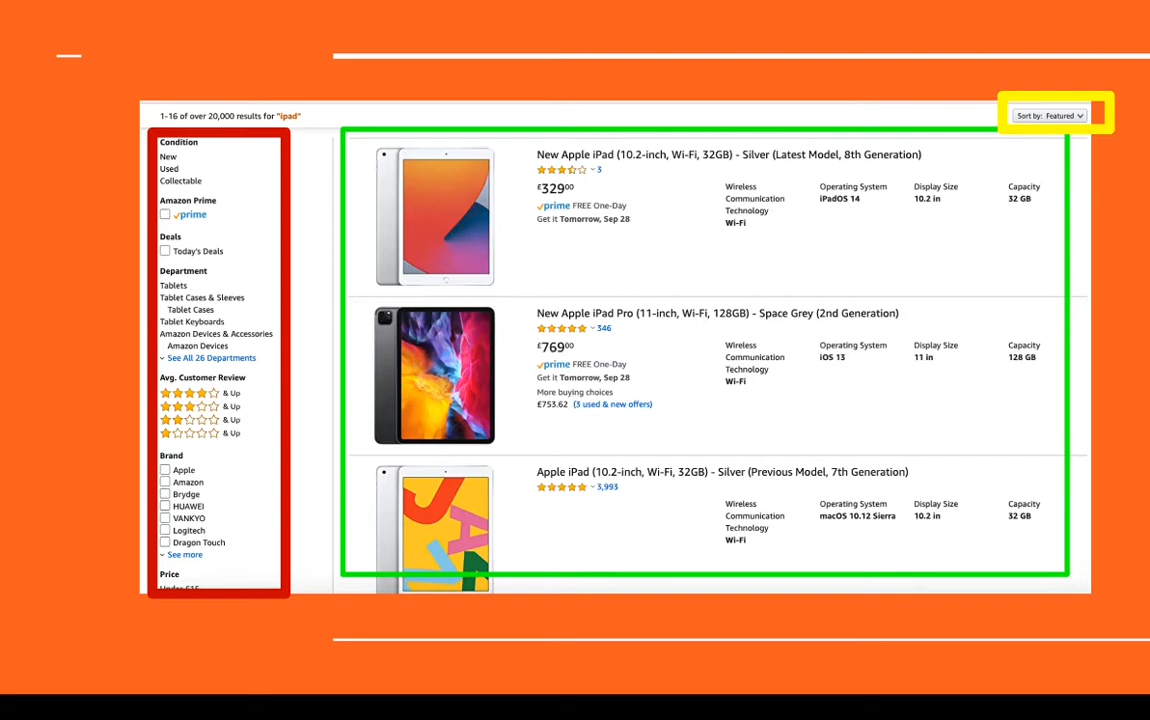 1-16 of over 20,000 results for "ipad"
Sort by: Featured
Condition
New
Used
Collectable
Amazon Prime
prime
Deals
Today's Deals
Department
Tablets
Tablet Cases & Sleeves
Tablet Cases
Tablet Keyboards
Amazon Devices & Accessories
Amazon Devices
See All 26 Departments
Avg. Customer Review
& Up
& Up
& Up
& Up
Brand
Apple
Amazon
Brydge
HUAWEI
VANKYO
Logitech
Dragon Touch
See more
Price
Under £15
New Apple iPad (10.2-inch, Wi-Fi, 32GB) - Silver (Latest Model, 8th Generation)
3
£32900
prime FREE One-Day
Get it Tomorrow, Sep 28
Wireless
Communication
Technology
Wi-Fi
Operating System
iPadOS 14
Display Size
10.2 in
Capacity
32 GB
New Apple iPad Pro (11-inch, Wi-Fi, 128GB) - Space Grey (2nd Generation)
346
£76900
prime FREE One-Day
Get it Tomorrow, Sep 28
More buying choices
£753.62 (3 used & new offers)
Wireless
Communication
Technology
Wi-Fi
Operating System
iOS 13
Display Size
11 in
Capacity
128 GB
Apple iPad (10.2-inch, Wi-Fi, 32GB) - Silver (Previous Model, 7th Generation)
3,993
Wireless
Communication
Technology
Wi-Fi
Operating System
macOS 10.12 Sierra
Display Size
10.2 in
Capacity
32 GB